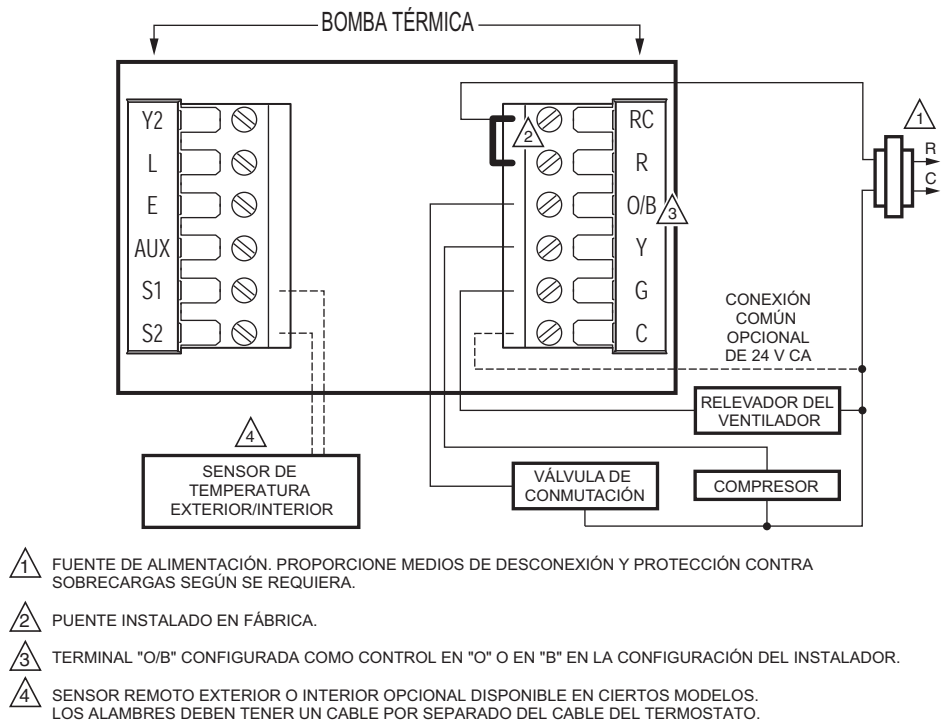 BOMBA TÉRMICA
Y2
L
E
AUX
S1
S2
RC
R
O/B
Y
G
C
2
3
1
R
C
CONEXIÓN
COMÚN
OPCIONAL
DE 24 V CA
RELEVADOR DEL
VENTILADOR
4
SENSOR DE
TEMPERATURA
EXTERIOR/INTERIOR
VÁLVULA DE
CONMUTACIÓN
COMPRESOR
1 FUENTE DE ALIMENTACIÓN. PROPORCIONE MEDIOS DE DESCONEXIÓN Y PROTECCIÓN CONTRA
SOBRECARGAS SEGÚN SE REQUIERA.
2 PUENTE INSTALADO EN FÁBRICA.
3 TERMINAL "O/B" CONFIGURADA COMO CONTROL EN "O" O EN "B" EN LA CONFIGURACIÓN DEL INSTALADOR.
4 SENSOR REMOTO EXTERIOR O INTERIOR OPCIONAL DISPONIBLE EN CIERTOS MODELOS.
LOS ALAMBRES DEBEN TENER UN CABLE POR SEPARADO DEL CABLE DEL TERMOSTATO.